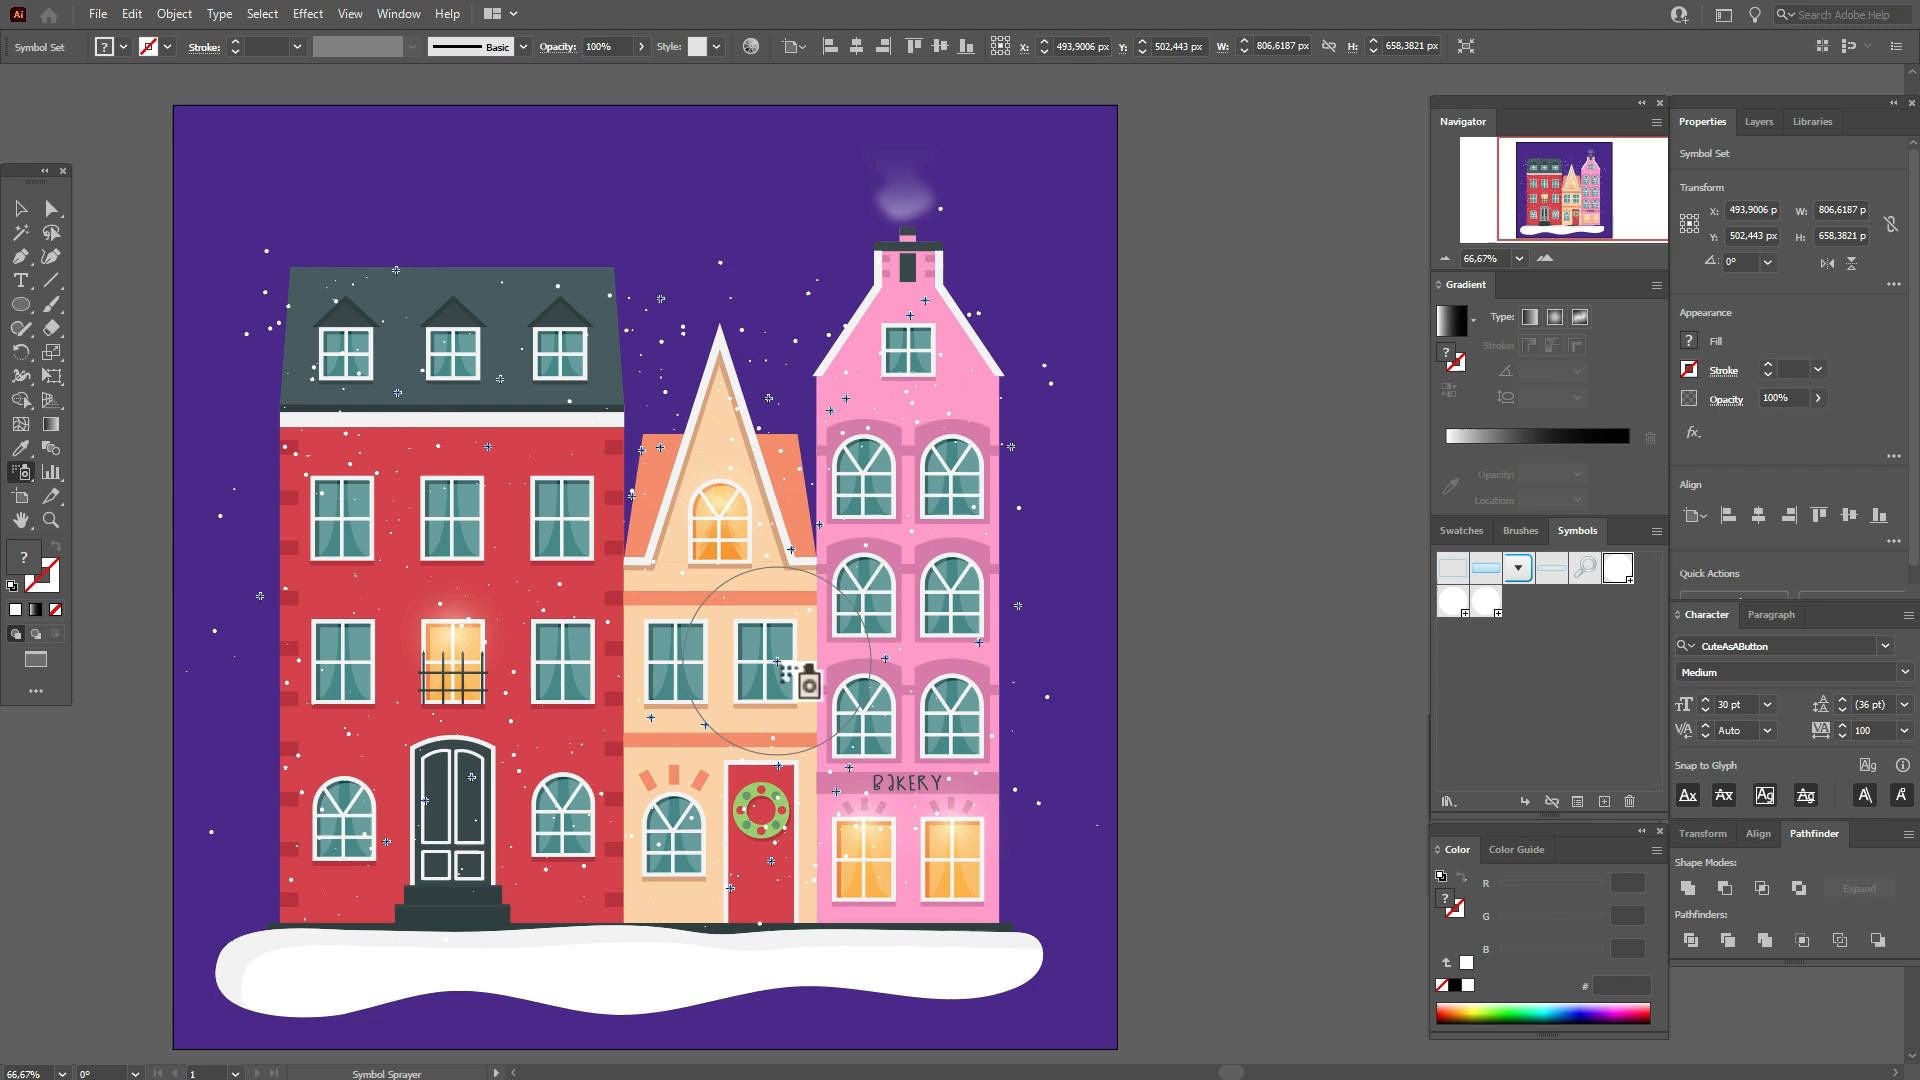 Ai File Edit Object Type Select Effect View Window Help Search Adobe Help
Symbol Set ? Stroke: Basic Opacity: 100% Style: X: 493,9006 px Y: 502,443 px W: 806,6187 px H: 658,3821 px
Navigator
66,67%
Gradient
Type:
Stroke:
?
Opacity:
Location:
Swatches Brushes Symbols
Color Color Guide
R
?
G
B
#
Properties Layers Libraries
Symbol Set
Transform
X: 493,9006 p W: 806,6187 p
Y: 502,443 px H: 658,3821 p
0°
Appearance
? Fill
Stroke
Opacity 100%
fx.
Align
Quick Actions
Character Paragraph
CuteAsAButton
Medium
30 pt (36 pt)
Auto 100
Snap to Glyph
Transform Align Pathfinder
Shape Modes:
Expand
Pathfinders:
?
BAKERY
66,67% 0° 1 Symbol Sprayer